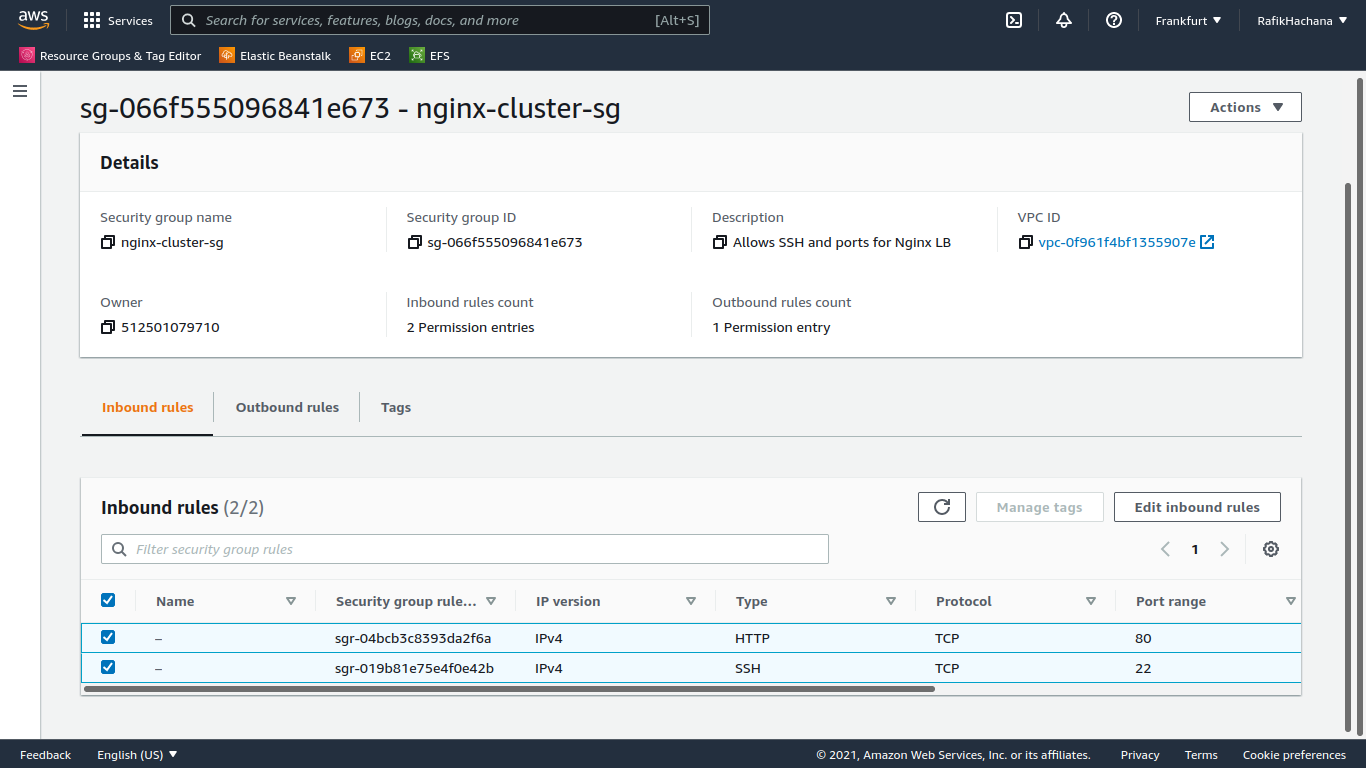 aws Services Search for services, features, blogs, docs, and more [Alt+S] Frankfurt RafikHachana
Resource Groups & Tag Editor Elastic Beanstalk EC2 EFS
sg-066f555096841e673 - nginx-cluster-sg Actions
Details
Security group name Security group ID Description VPC ID
nginx-cluster-sg sg-066f555096841e673 Allows SSH and ports for Nginx LB vpc-0f961f4bf1355907e
Owner Inbound rules count Outbound rules count
512501079710 2 Permission entries 1 Permission entry
Inbound rules Outbound rules Tags
Inbound rules (2/2) Manage tags Edit inbound rules
Filter security group rules 1
Name Security group rule... IP version Type Protocol Port range
– sgr-04bcb3c8393da2f6a IPv4 HTTP TCP 80
– sgr-019b81e75e4f0e42b IPv4 SSH TCP 22
Feedback English (US) © 2021, Amazon Web Services, Inc. or its affiliates. Privacy Terms Cookie preferences